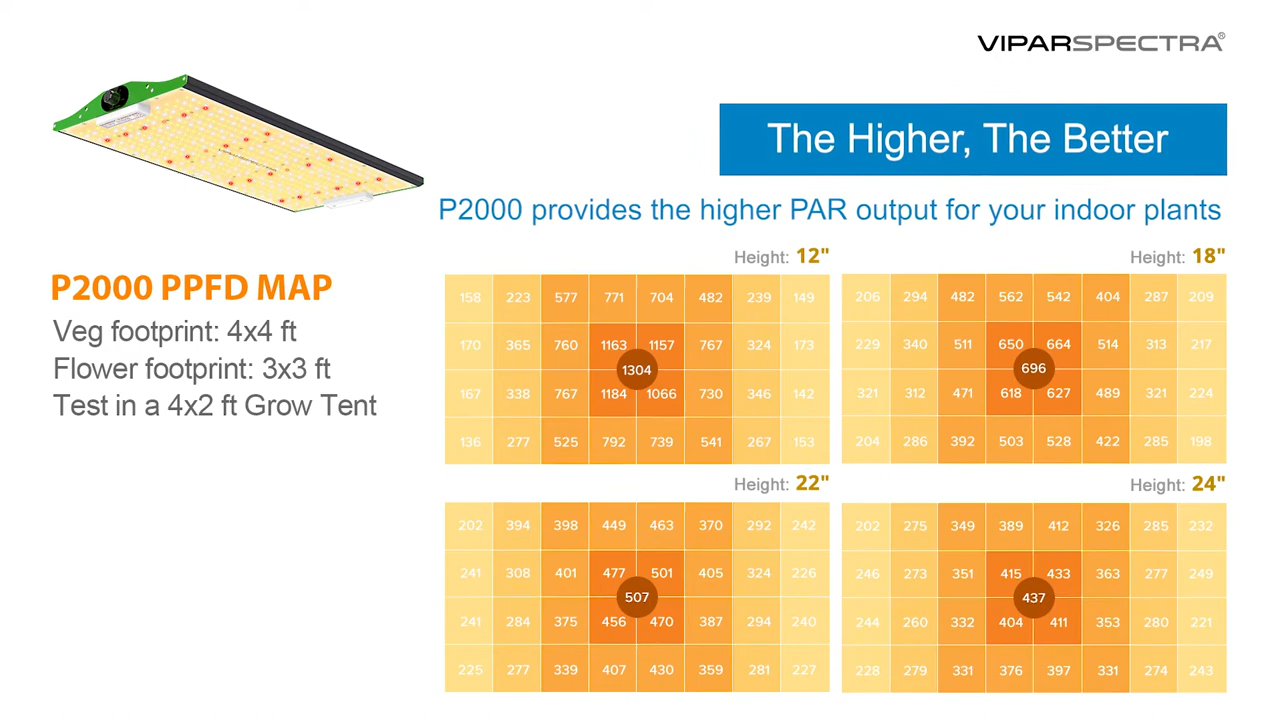 VIPARSPECTRA®
The Higher, The Better
P2000 provides the higher PAR output for your indoor plants
P2000 PPFD MAP
Veg footprint: 4x4 ft
Flower footprint: 3x3 ft
Test in a 4x2 ft Grow Tent
Height: 12"
158 223 577 771 704 482 239 149
170 365 760 1163 1157 767 324 173
1304
167 338 767 1184 1066 730 346 142
136 277 525 792 739 541 267 153
Height: 18"
206 294 482 562 542 404 287 209
229 340 511 650 664 514 313 217
696
321 312 471 618 627 489 321 224
204 286 392 503 528 422 285 198
Height: 22"
202 394 398 449 463 370 292 242
241 308 401 477 501 405 324 226
507
241 284 375 456 470 387 294 240
225 277 339 407 430 359 281 227
Height: 24"
202 275 349 389 412 326 285 232
246 273 351 415 433 363 277 249
437
244 260 332 404 411 353 280 221
228 279 331 376 397 331 274 243